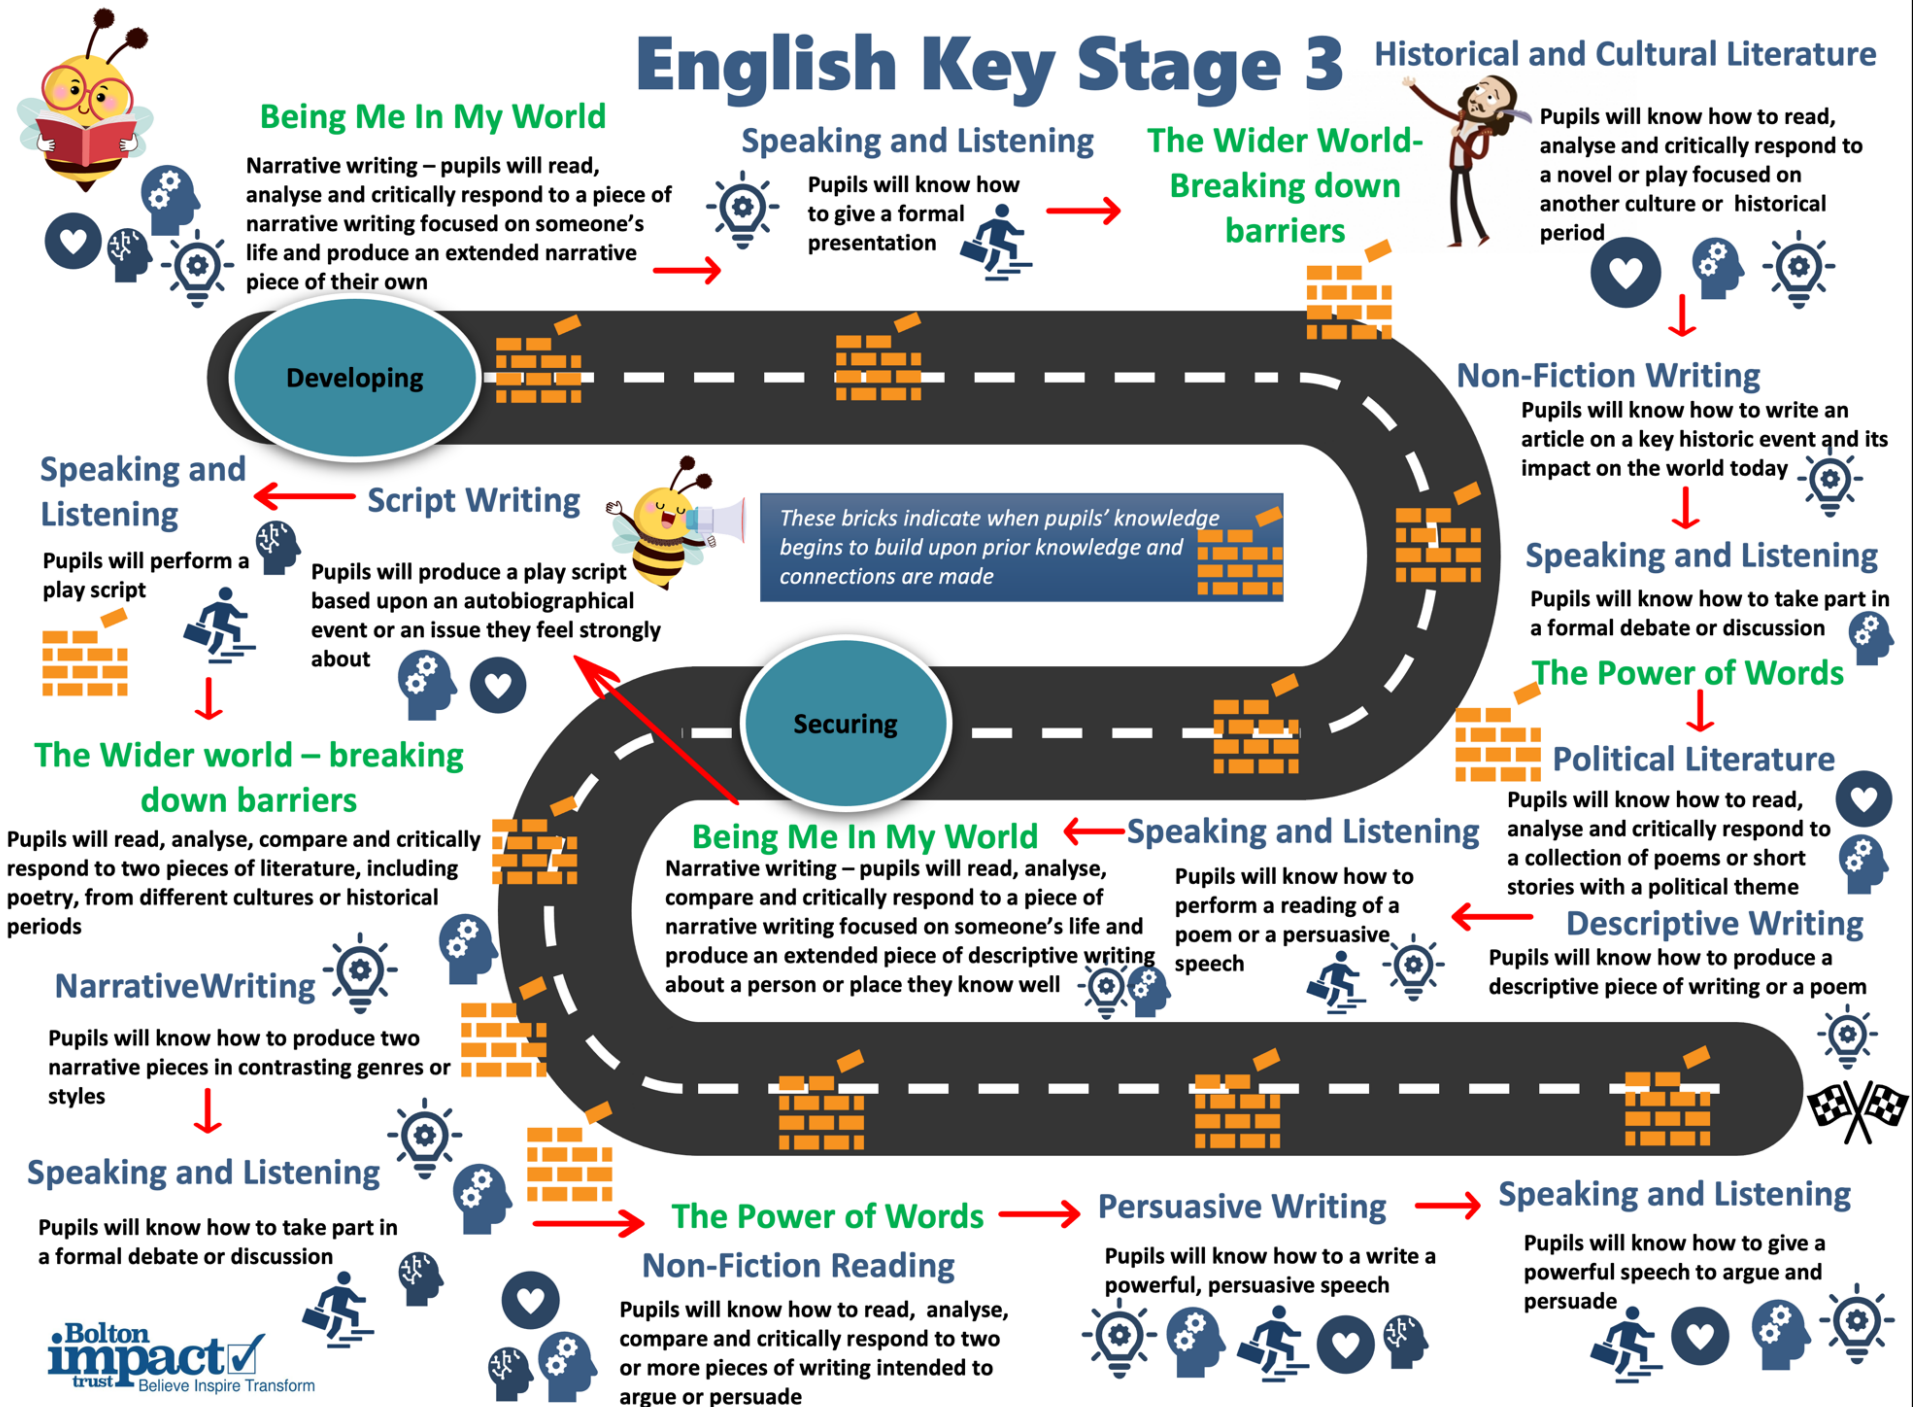 English Key Stage 3
Being Me In My World
Narrative writing – pupils will read,
analyse and critically respond to a piece of
narrative writing focused on someone's
life and produce an extended narrative
piece of their own
Speaking and Listening
Pupils will know how
to give a formal
presentation
The Wider World-
Breaking down
barriers
Historical and Cultural Literature
Pupils will know how to read,
analyse and critically respond to
a novel or play focused on
another culture or historical
period
Developing
Non-Fiction Writing
Pupils will know how to write an
article on a key historic event and its
impact on the world today
Speaking and Listening
Pupils will know how to take part in
a formal debate or discussion
The Power of Words
Political Literature
Pupils will know how to read,
analyse and critically respond to
a collection of poems or short
stories with a political theme
Descriptive Writing
Pupils will know how to produce a
descriptive piece of writing or a poem
These bricks indicate when pupils' knowledge
begins to build upon prior knowledge and
connections are made
Securing
Speaking and Listening
Pupils will know how to
perform a reading of a
poem or a persuasive
speech
Being Me In My World
Narrative writing – pupils will read, analyse,
compare and critically respond to a piece of
narrative writing focused on someone's life and
produce an extended piece of descriptive writing
about a person or place they know well
Script Writing
Pupils will produce a play script
based upon an autobiographical
event or an issue they feel strongly
about
Speaking and
Listening
Pupils will perform a
play script
The Wider world – breaking
down barriers
Pupils will read, analyse, compare and critically
respond to two pieces of literature, including
poetry, from different cultures or historical
periods
NarrativeWriting
Pupils will know how to produce two
narrative pieces in contrasting genres or
styles
Speaking and Listening
Pupils will know how to take part in
a formal debate or discussion
The Power of Words
Non-Fiction Reading
Pupils will know how to read, analyse,
compare and critically respond to two
or more pieces of writing intended to
argue or persuade
Persuasive Writing
Pupils will know how to a write a
powerful, persuasive speech
Speaking and Listening
Pupils will know how to give a
powerful speech to argue and
persuade
Bolton
impact
trust
Believe Inspire Transform